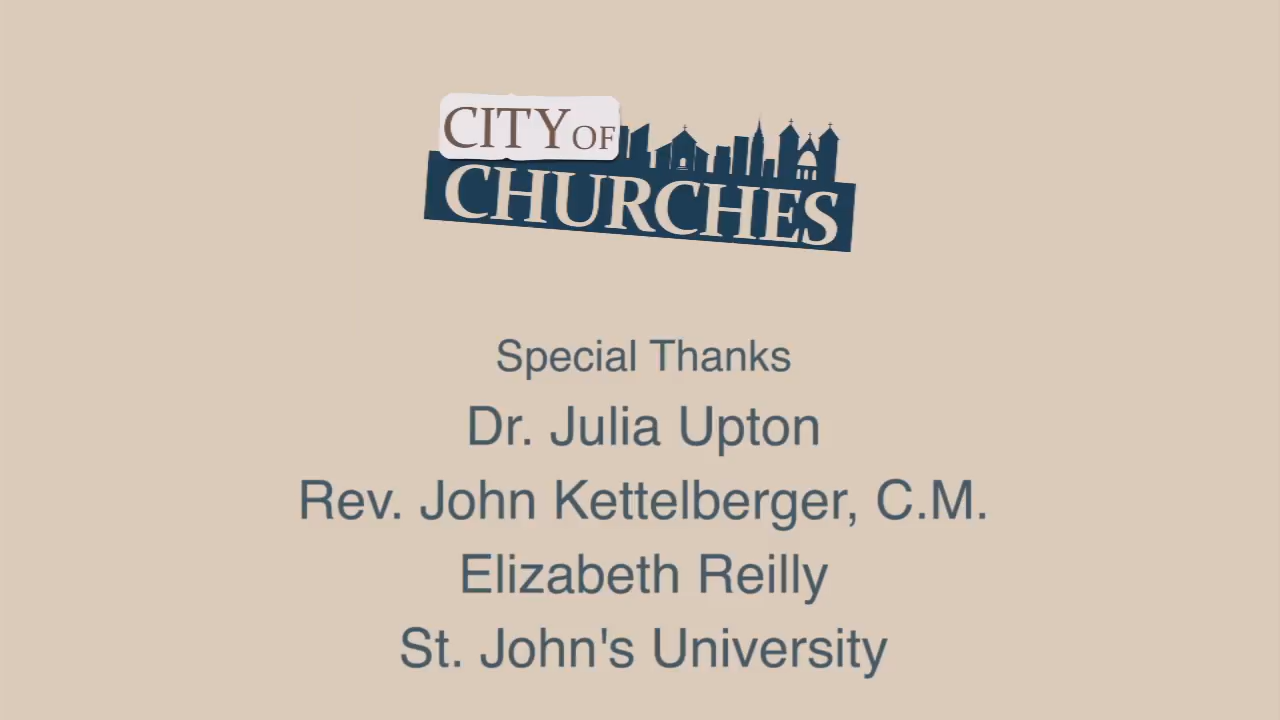 CITY OF
CHURCHES
Special Thanks
Dr. Julia Upton
Rev. John Kettelberger, C.M.
Elizabeth Reilly
St. John's University